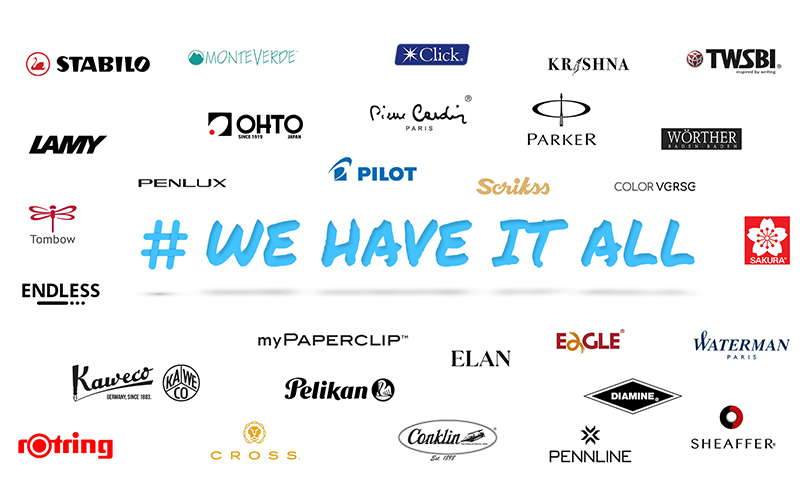 STABILO
MONTEVERDE®
Click®
KRISHNA
TWSBI®
inspired by writing
LAMY
OHTO
SINCE 1919 JAPAN
Pierre Cardin®
PARIS
PARKER
WÖRTHER
BADEN-BADEN
PENLUX
PILOT
Scrikss
COLOR VERSE
Tombow
# WE HAVE IT ALL
SAKURA®
ENDLESS
myPAPERCLIP™
ELAN
EAGLE®
WATERMAN
PARIS
Kaweco
GERMANY, SINCE 1883.
KA WE CO
Pelikan
DIAMINE®
rotring
CROSS
Conklin
Est. 1898
PENNLINE
SHEAFFER®